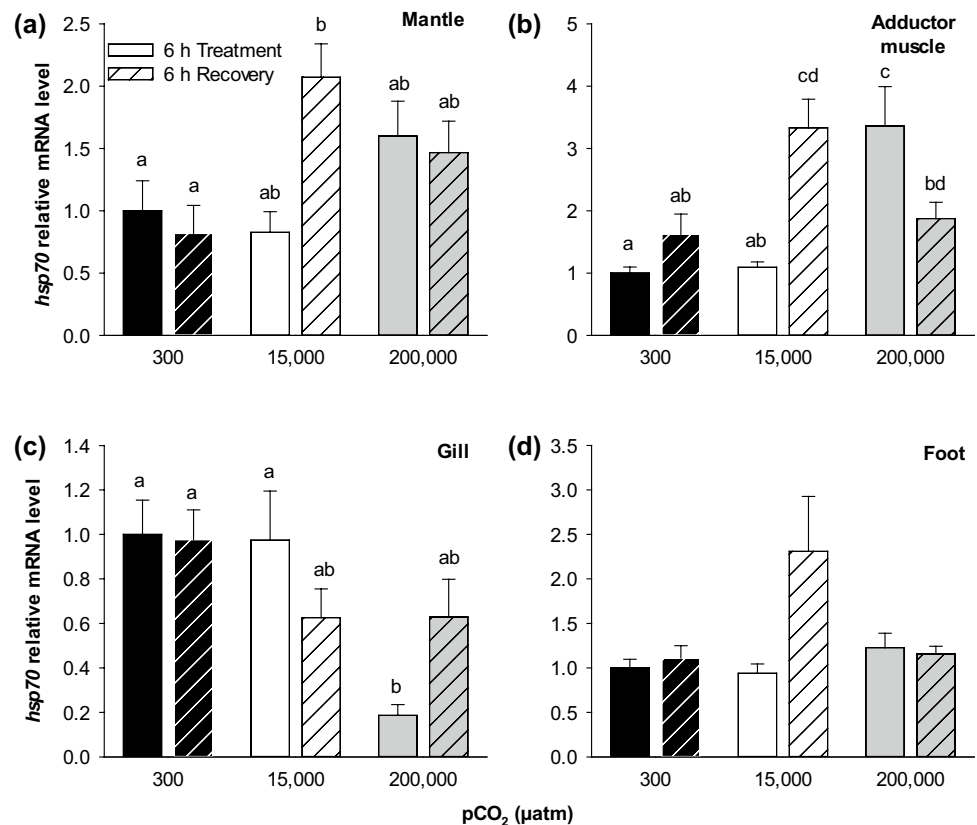 (a)
Mantle
hsp70 relative mRNA level
2.5
2.0
1.5
1.0
0.5
0.0
6 h Treatment
6 h Recovery
a
a
ab
b
ab
ab
300
15,000
200,000
(b)
Adductor
muscle
5
4
3
2
1
0
a
ab
ab
cd
c
bd
300
15,000
200,000
(c)
Gill
hsp70 relative mRNA level
1.4
1.2
1.0
0.8
0.6
0.4
0.2
0.0
a
a
a
ab
b
ab
300
15,000
200,000
(d)
Foot
3.5
3.0
2.5
2.0
1.5
1.0
0.5
0.0
300
15,000
200,000
pCO₂ (µatm)